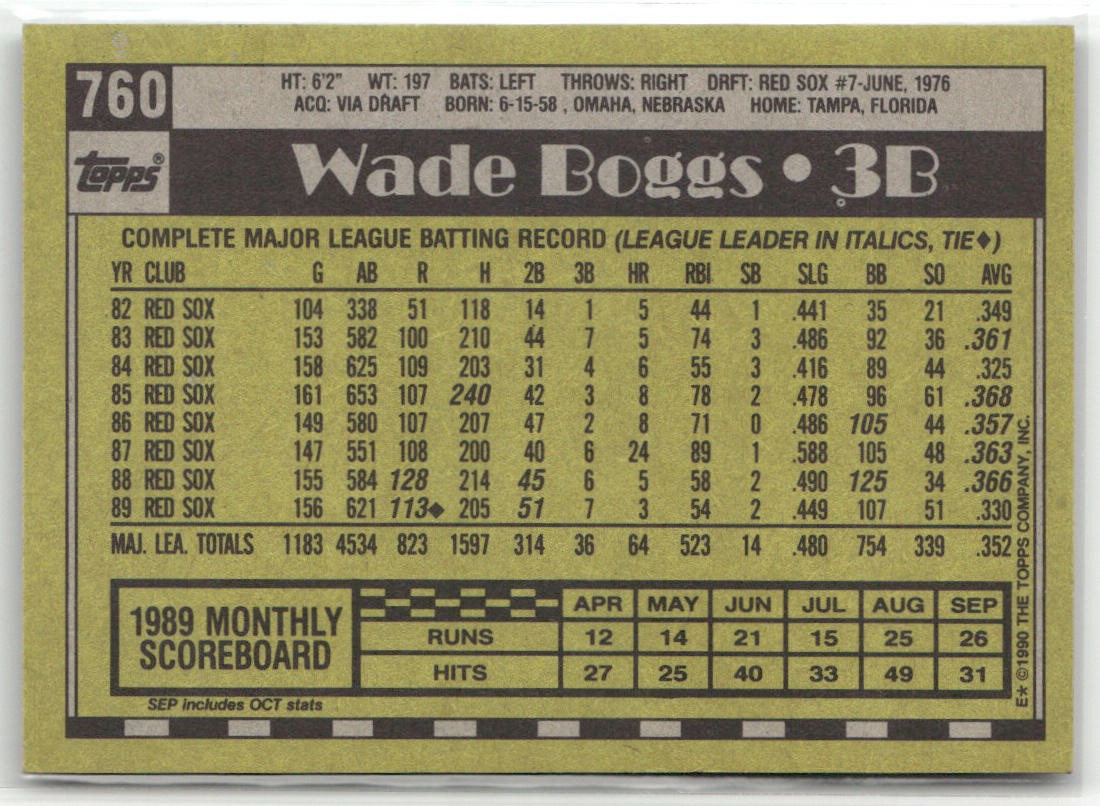 760
HT: 6'2" WT: 197 BATS: LEFT THROWS: RIGHT DRFT: RED SOX #7-JUNE, 1976
ACQ: VIA DRAFT BORN: 6-15-58 , OMAHA, NEBRASKA HOME: TAMPA, FLORIDA
topps®
Wade Boggs • 3B
COMPLETE MAJOR LEAGUE BATTING RECORD (LEAGUE LEADER IN ITALICS, TIE♦)
YR CLUB G AB R H 2B 3B HR RBI SB SLG BB SO AVG
82 RED SOX 104 338 51 118 14 1 5 44 1 .441 35 21 .349
83 RED SOX 153 582 100 210 44 7 5 74 3 .486 92 36 .361
84 RED SOX 158 625 109 203 31 4 6 55 3 .416 89 44 .325
85 RED SOX 161 653 107 240 42 3 8 78 2 .478 96 61 .368
86 RED SOX 149 580 107 207 47 2 8 71 0 .486 105 44 .357
87 RED SOX 147 551 108 200 40 6 24 89 1 .588 105 48 .363
88 RED SOX 155 584 128 214 45 6 5 58 2 .490 125 34 .366
89 RED SOX 156 621 113♦ 205 51 7 3 54 2 .449 107 51 .330
MAJ. LEA. TOTALS 1183 4534 823 1597 314 36 64 523 14 .480 754 339 .352
1989 MONTHLY
SCOREBOARD
APR MAY JUN JUL AUG SEP
RUNS 12 14 21 15 25 26
HITS 27 25 40 33 49 31
SEP includes OCT stats
E* ©1990 THE TOPPS COMPANY, INC.